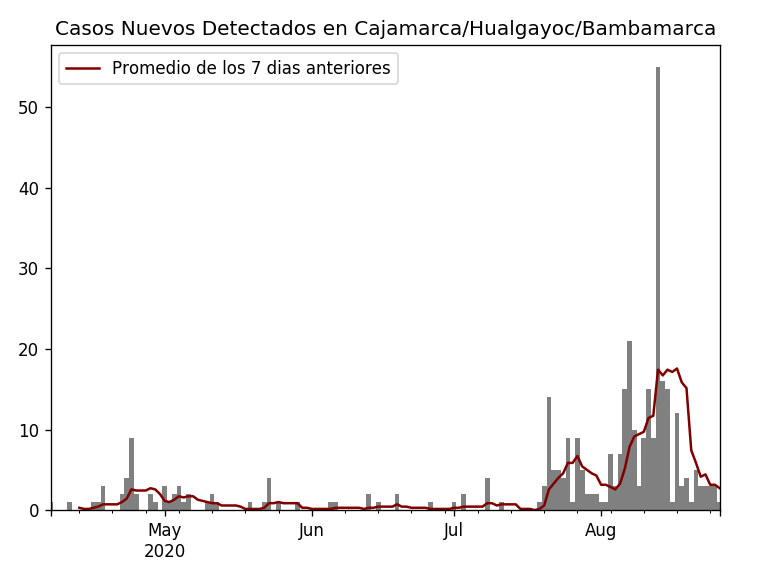 Casos Nuevos Detectados en Cajamarca/Hualgayoc/Bambamarca
Promedio de los 7 dias anteriores
50
40
30
20
10
0
May Jun Jul Aug
2020